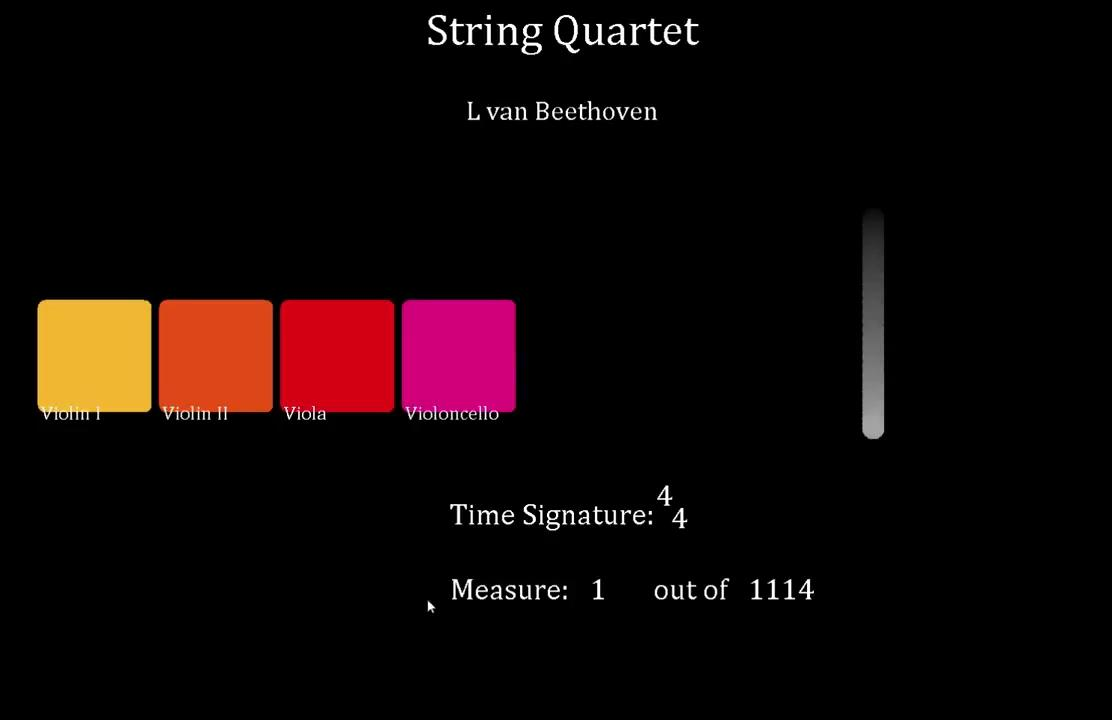 String Quartet
L van Beethoven
Violin I Violin II Viola Violoncello
Time Signature: 4 4
Measure: 1 out of 1114